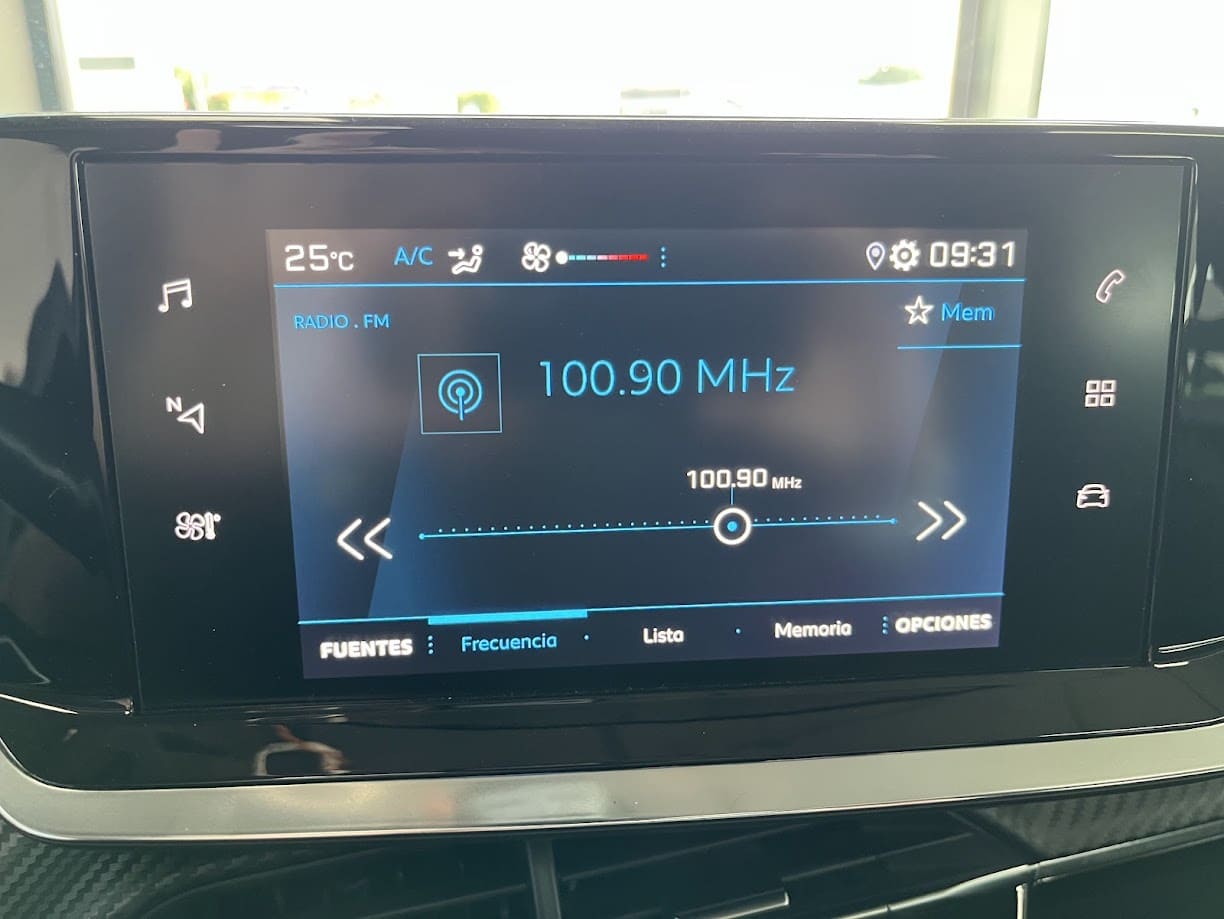 25°C A/C 09:31
RADIO . FM
Mem
100.90 MHz
100.90 MHz
N
FUENTES Frecuencia Lista Memoria OPCIONES